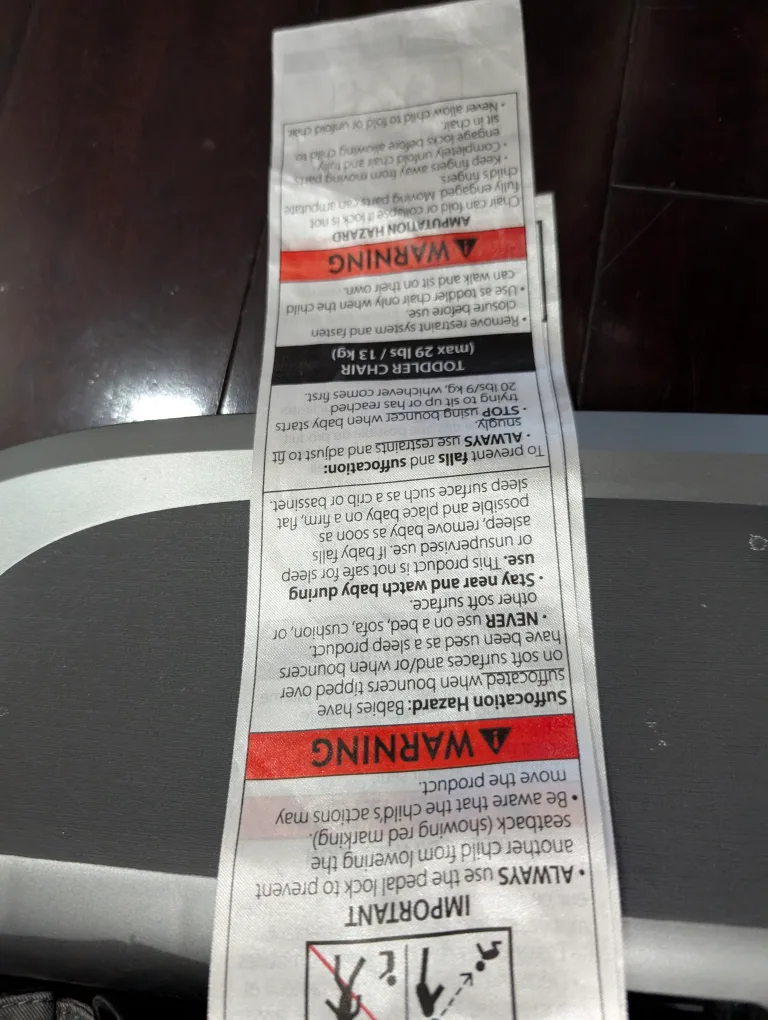 IMPORTANT
• ALWAYS use the pedal lock to prevent
another child from lowering the
seatback (showing red marking).
• Be aware that the child's actions may
move the product.
⚠ WARNING
Suffocation Hazard: Babies have
suffocated when bouncers tipped over
on soft surfaces and/or when bouncers
have been used as a sleep product.
• NEVER use on a bed, sofa, cushion, or
other soft surface.
• Stay near and watch baby during
use. This product is not safe for sleep
or unsupervised use. If baby falls
asleep, remove baby as soon as
possible and place baby on a firm, flat
sleep surface such as a crib or bassinet.
To prevent falls and suffocation:
• ALWAYS use restraints and adjust to fit
snugly.
• STOP using bouncer when baby starts
trying to sit up or has reached
20 lbs/9 kg, whichever comes first.
TODDLER CHAIR
(max 29 lbs / 13 kg)
• Remove restraint system and fasten
closure before use.
• Use as toddler chair only when the child
can walk and sit on their own.
⚠ WARNING
AMPUTATION HAZARD
Chair can fold or collapse if lock is not
fully engaged. Moving parts can amputate
child's fingers
• Keep fingers away from moving parts
• Completely unfold chair and fully
engage locks before allowing child to
sit in chair.
• Never allow child to fold or unfold chair